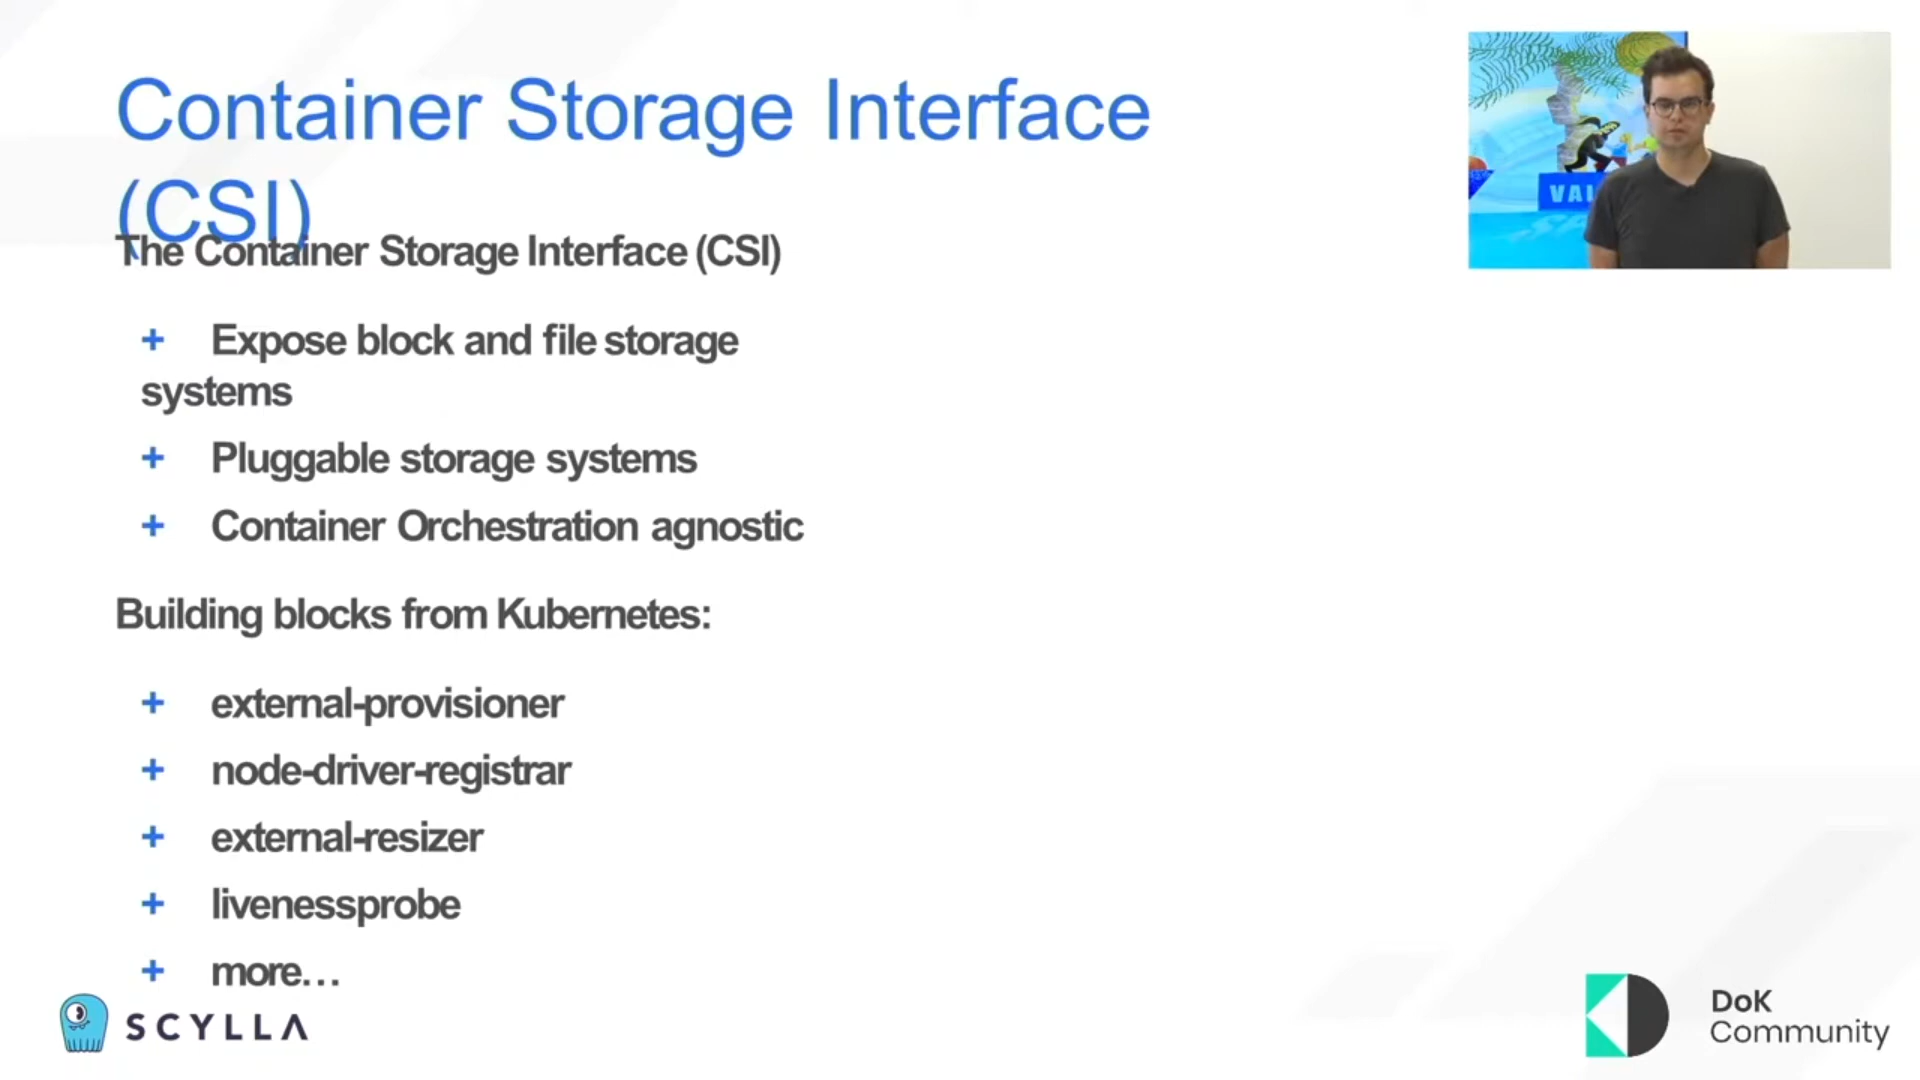 Container Storage Interface
(CSI)
The Container Storage Interface (CSI)
+ Expose block and file storage
systems
+ Pluggable storage systems
+ Container Orchestration agnostic
Building blocks from Kubernetes:
+ external-provisioner
+ node-driver-registrar
+ external-resizer
+ livenessprobe
+ more…
SCYLLA
DoK
Community